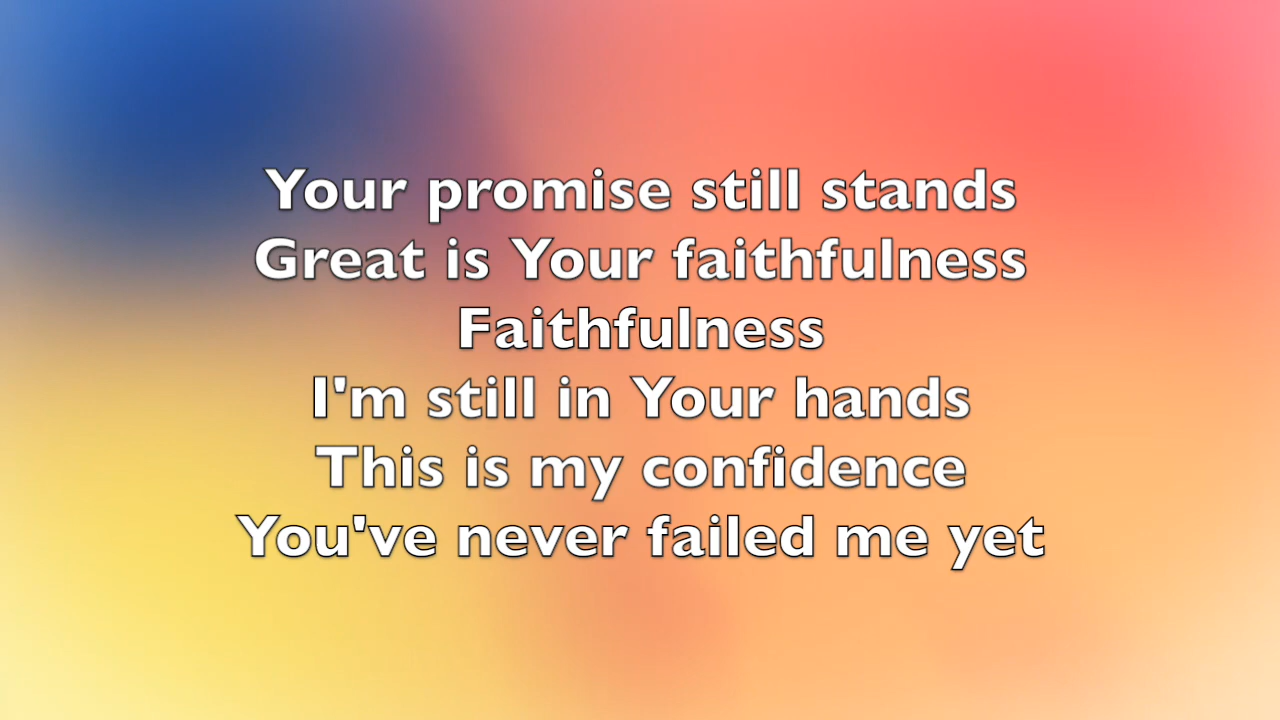 Your promise still stands
Great is Your faithfulness
Faithfulness
I'm still in Your hands
This is my confidence
You've never failed me yet